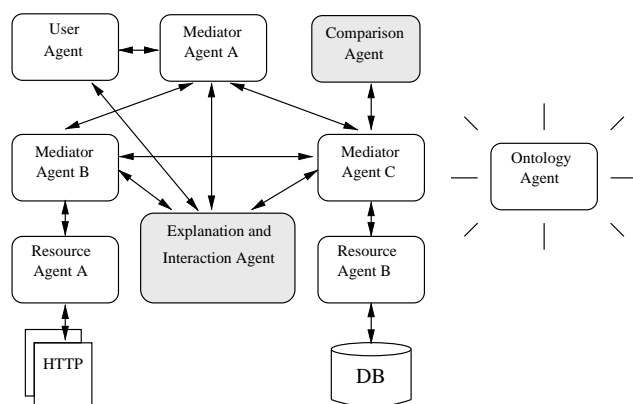 User
Agent
Mediator
Agent A
Comparison
Agent
Mediator
Agent B
Mediator
Agent C
Ontology
Agent
Explanation and
Interaction Agent
Resource
Agent A
Resource
Agent B
HTTP
DB